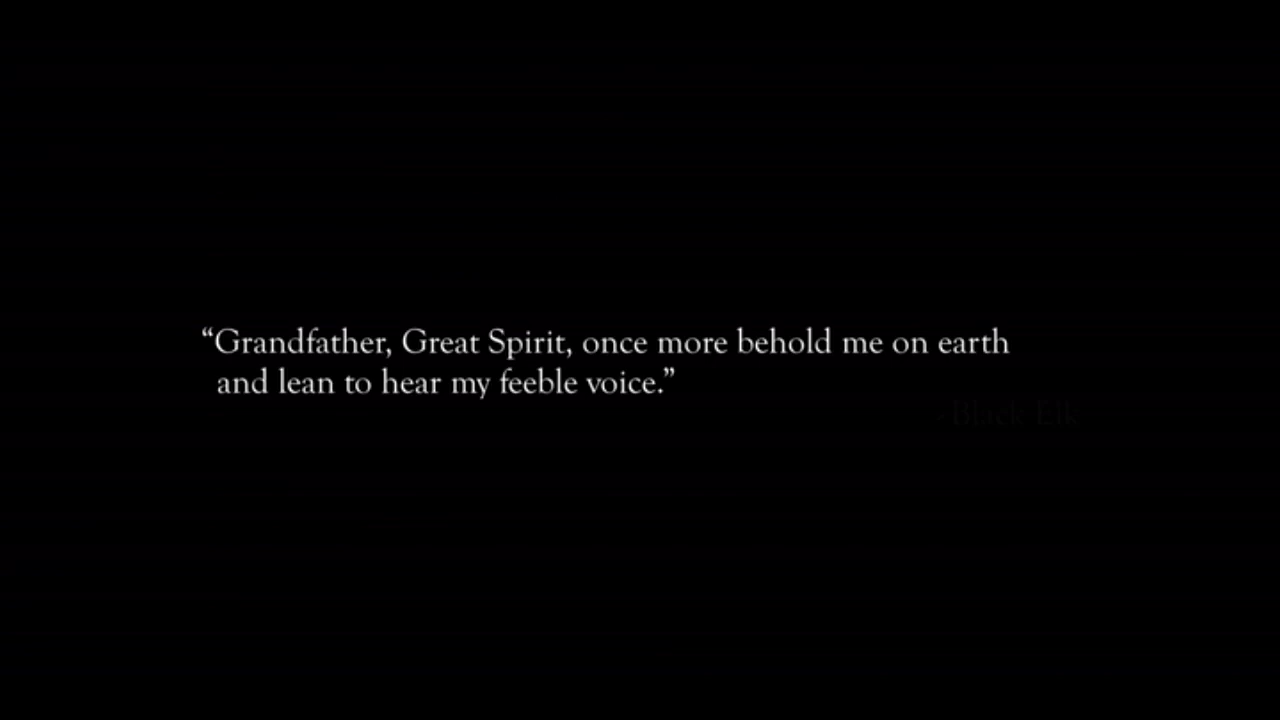 “Grandfather, Great Spirit, once more behold me on earth
and lean to hear my feeble voice.”
- Black Elk